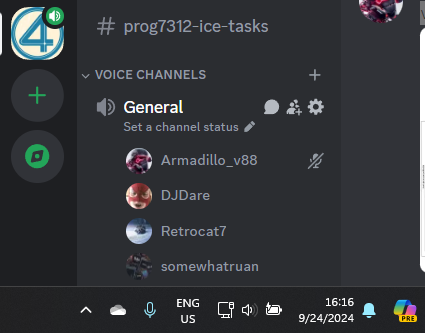 4
# prog7312-ice-tasks
VOICE CHANNELS
General
Set a channel status
Armadillo_v88
DJDare
Retrocat7
somewhatruan
ENG
US
16:16
9/24/2024
PRE